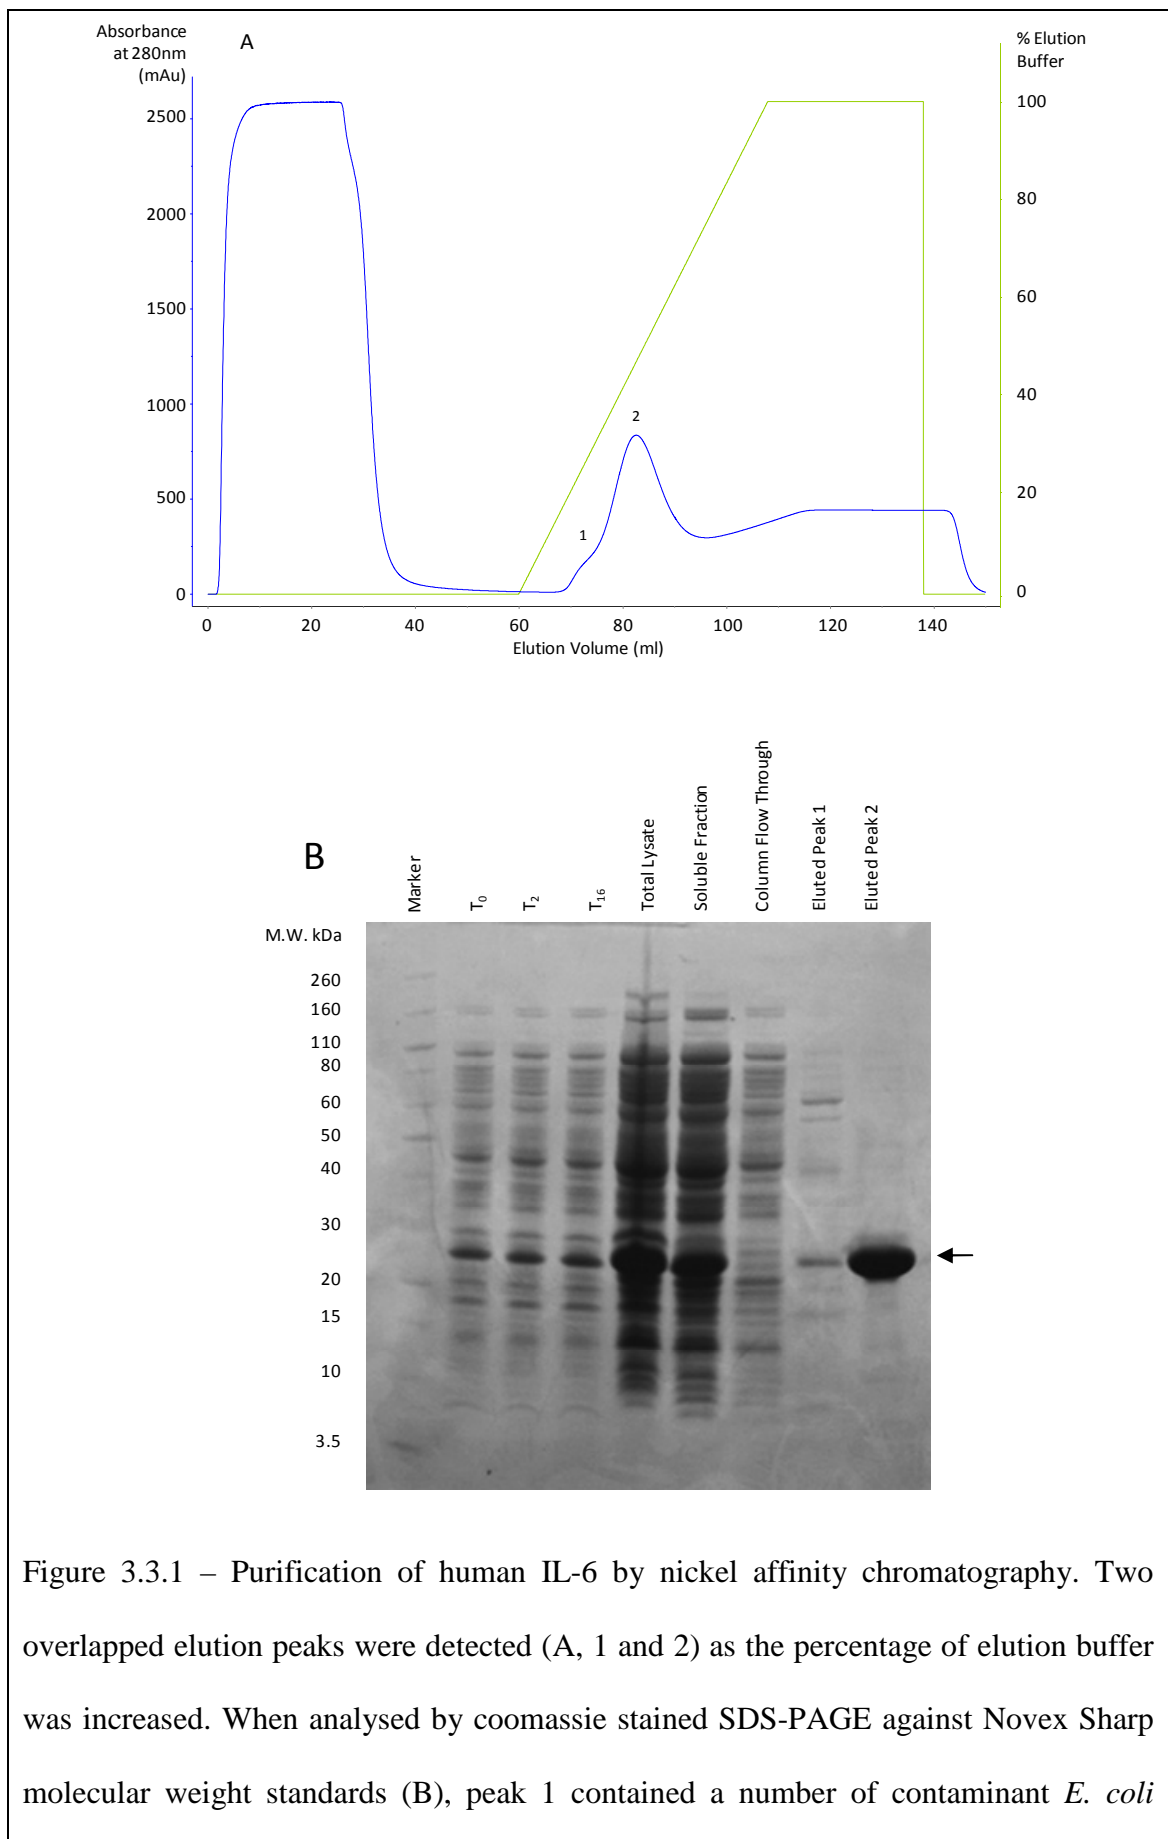 Absorbance
at 280nm
(mAu)
A
% Elution
Buffer
2500
2000
1500
1000
500
0
100
80
60
40
20
0
1
2
0 20 40 60 80 100 120 140
Elution Volume (ml)
B
Marker
T0
T2
T16
Total Lysate
Soluble Fraction
Column Flow Through
Eluted Peak 1
Eluted Peak 2
M.W. kDa
260
160
110
80
60
50
40
30
20
15
10
3.5
Figure 3.3.1 – Purification of human IL-6 by nickel affinity chromatography. Two
overlapped elution peaks were detected (A, 1 and 2) as the percentage of elution buffer
was increased. When analysed by coomassie stained SDS-PAGE against Novex Sharp
molecular weight standards (B), peak 1 contained a number of contaminant E. coli